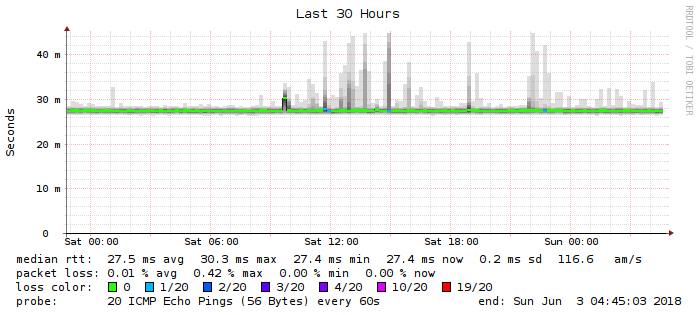 Last 30 Hours
RRDTOOL / TOBI OETIKER
Seconds
40 m
30 m
20 m
10 m
0
Sat 00:00 Sat 06:00 Sat 12:00 Sat 18:00 Sun 00:00
median rtt: 27.5 ms avg 30.3 ms max 27.4 ms min 27.4 ms now 0.2 ms sd 116.6 am/s
packet loss: 0.01 % avg 0.42 % max 0.00 % min 0.00 % now
loss color: 0 1/20 2/20 3/20 4/20 10/20 19/20
probe: 20 ICMP Echo Pings (56 Bytes) every 60s end: Sun Jun 3 04:45:03 2018